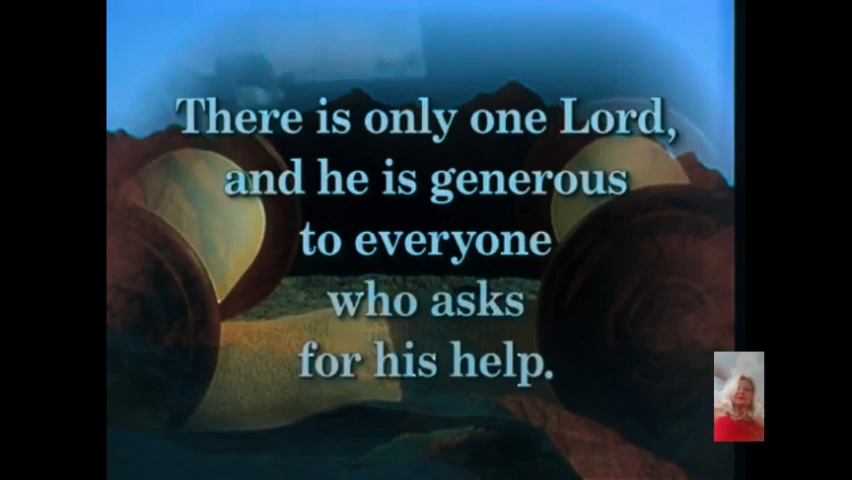 There is only one Lord,
and he is generous
to everyone
who asks
for his help.